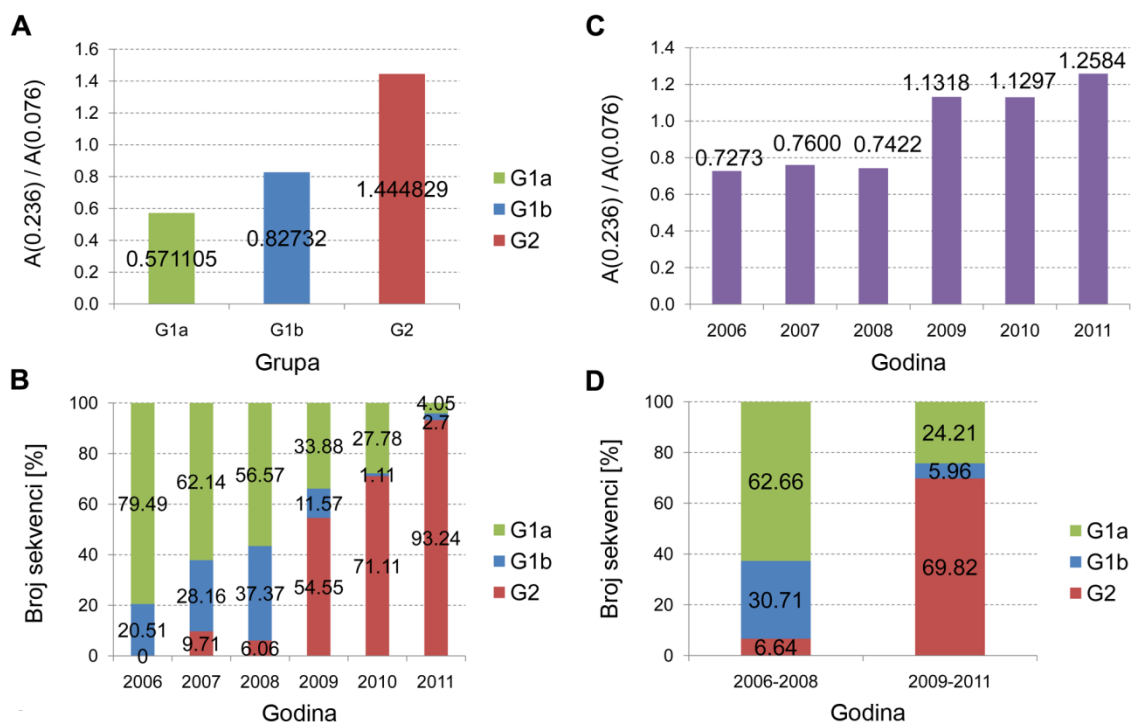 A
A(0.236) / A(0.076)
1.6
1.4
1.2
1.0
0.8
0.6
0.4
0.2
0.0
0.571105
0.82732
1.444829
G1a
G1b
G2
Grupa
G1a
G1b
G2
C
A(0.236) / A(0.076)
1.4
1.2
1.0
0.8
0.6
0.4
0.2
0.0
0.7273
0.7600
0.7422
1.1318
1.1297
1.2584
2006 2007 2008 2009 2010 2011
Godina
B
Broj sekvenci [%]
100
80
60
40
20
0
79.49
20.51
0
62.14
28.16
9.71
56.57
37.37
6.06
33.88
11.57
54.55
27.78
1.11
71.11
4.05
2.7
93.24
2006 2007 2008 2009 2010 2011
Godina
G1a
G1b
G2
D
Broj sekvenci [%]
100
80
60
40
20
0
62.66
30.71
6.64
24.21
5.96
69.82
2006-2008 2009-2011
Godina
G1a
G1b
G2